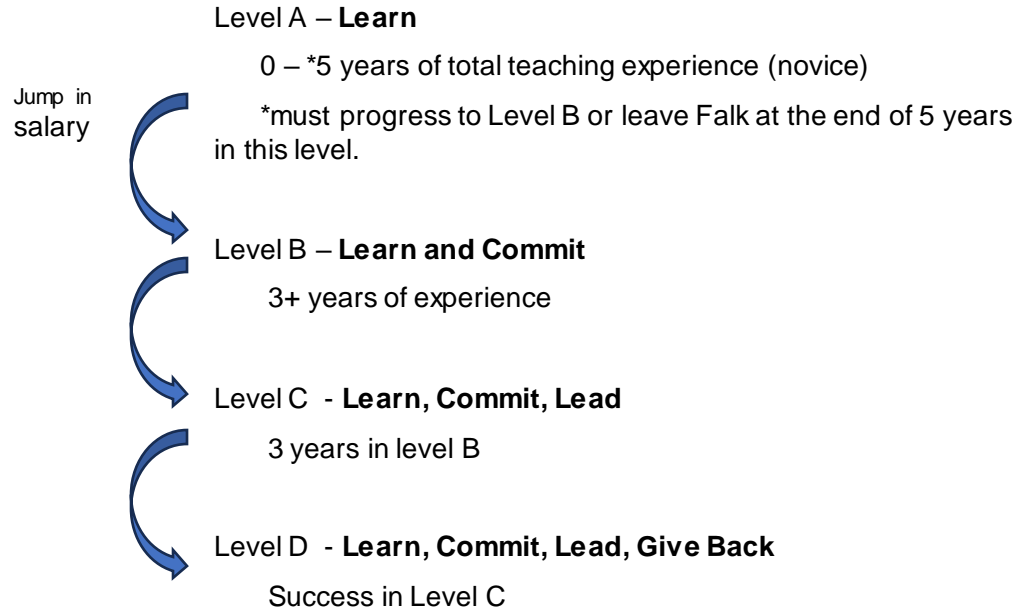 Level A – Learn
0 – *5 years of total teaching experience (novice)
Jump in
salary
*must progress to Level B or leave Falk at the end of 5 years
in this level.
Level B – Learn and Commit
3+ years of experience
Level C - Learn, Commit, Lead
3 years in level B
Level D - Learn, Commit, Lead, Give Back
Success in Level C